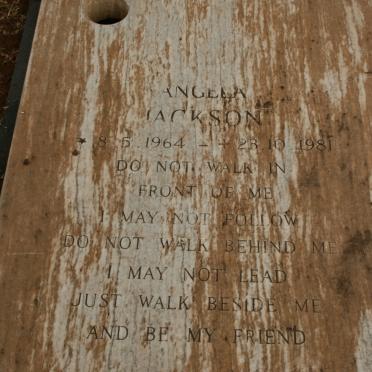 ANGELA
JACKSON
* 8.5.1964 - + 23.10.1981
DO NOT WALK IN
FRONT OF ME
I MAY NOT FOLLOW
DO NOT WALK BEHIND ME
I MAY NOT LEAD
JUST WALK BESIDE ME
AND BE MY FRIEND